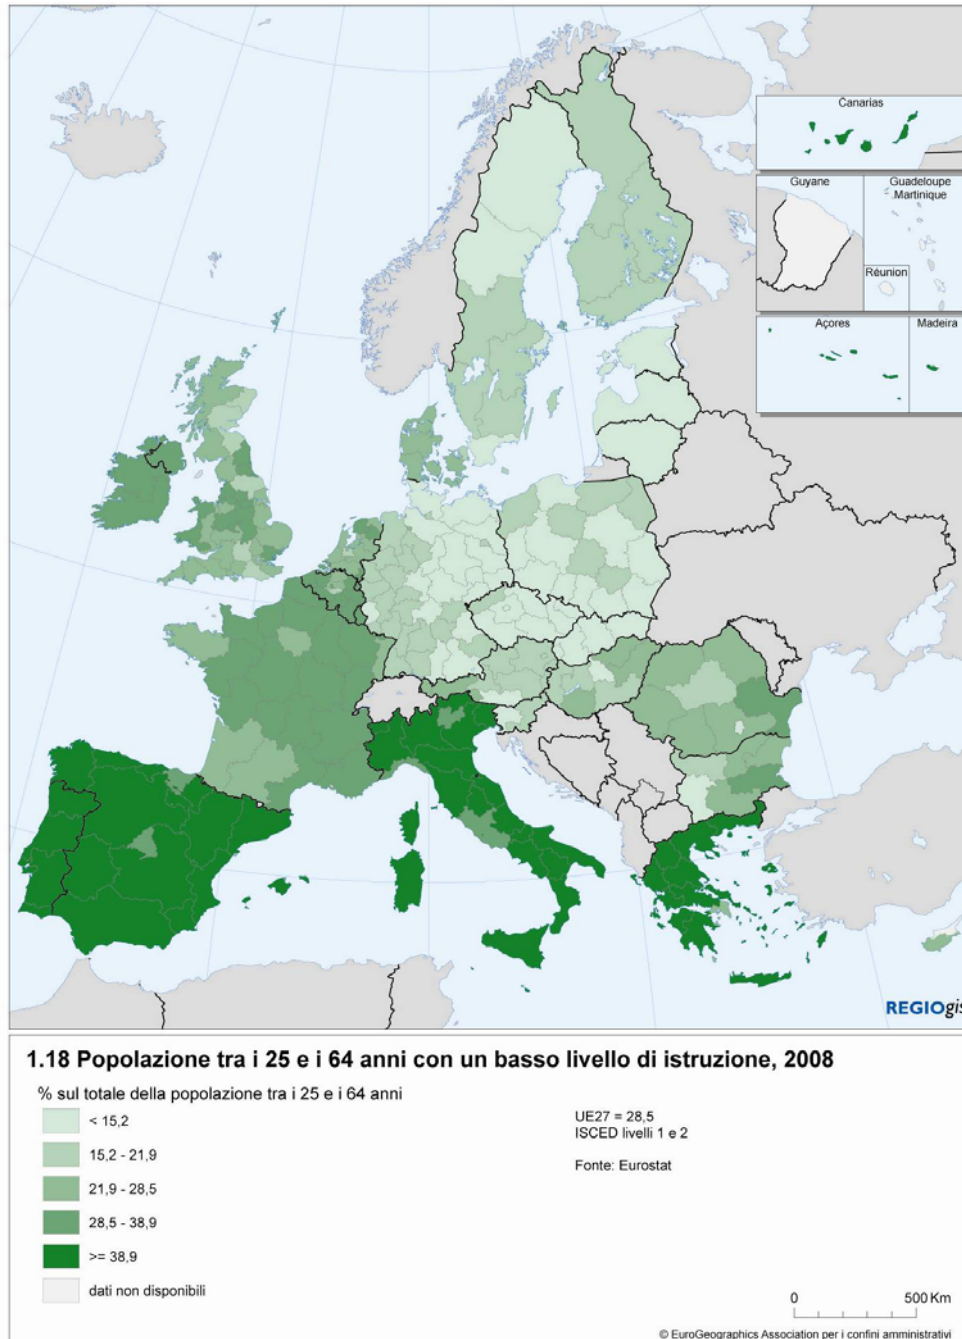 Canarias
Guyane
Guadeloupe
Martinique
Réunion
Açores
Madeira
REGIOgis
1.18 Popolazione tra i 25 e i 64 anni con un basso livello di istruzione, 2008
% sul totale della popolazione tra i 25 e i 64 anni
< 15,2
15,2 - 21,9
21,9 - 28,5
28,5 - 38,9
>= 38,9
dati non disponibili
UE27 = 28,5
ISCED livelli 1 e 2
Fonte: Eurostat
0 500 Km
© EuroGeographics Association per i confini amministrativi